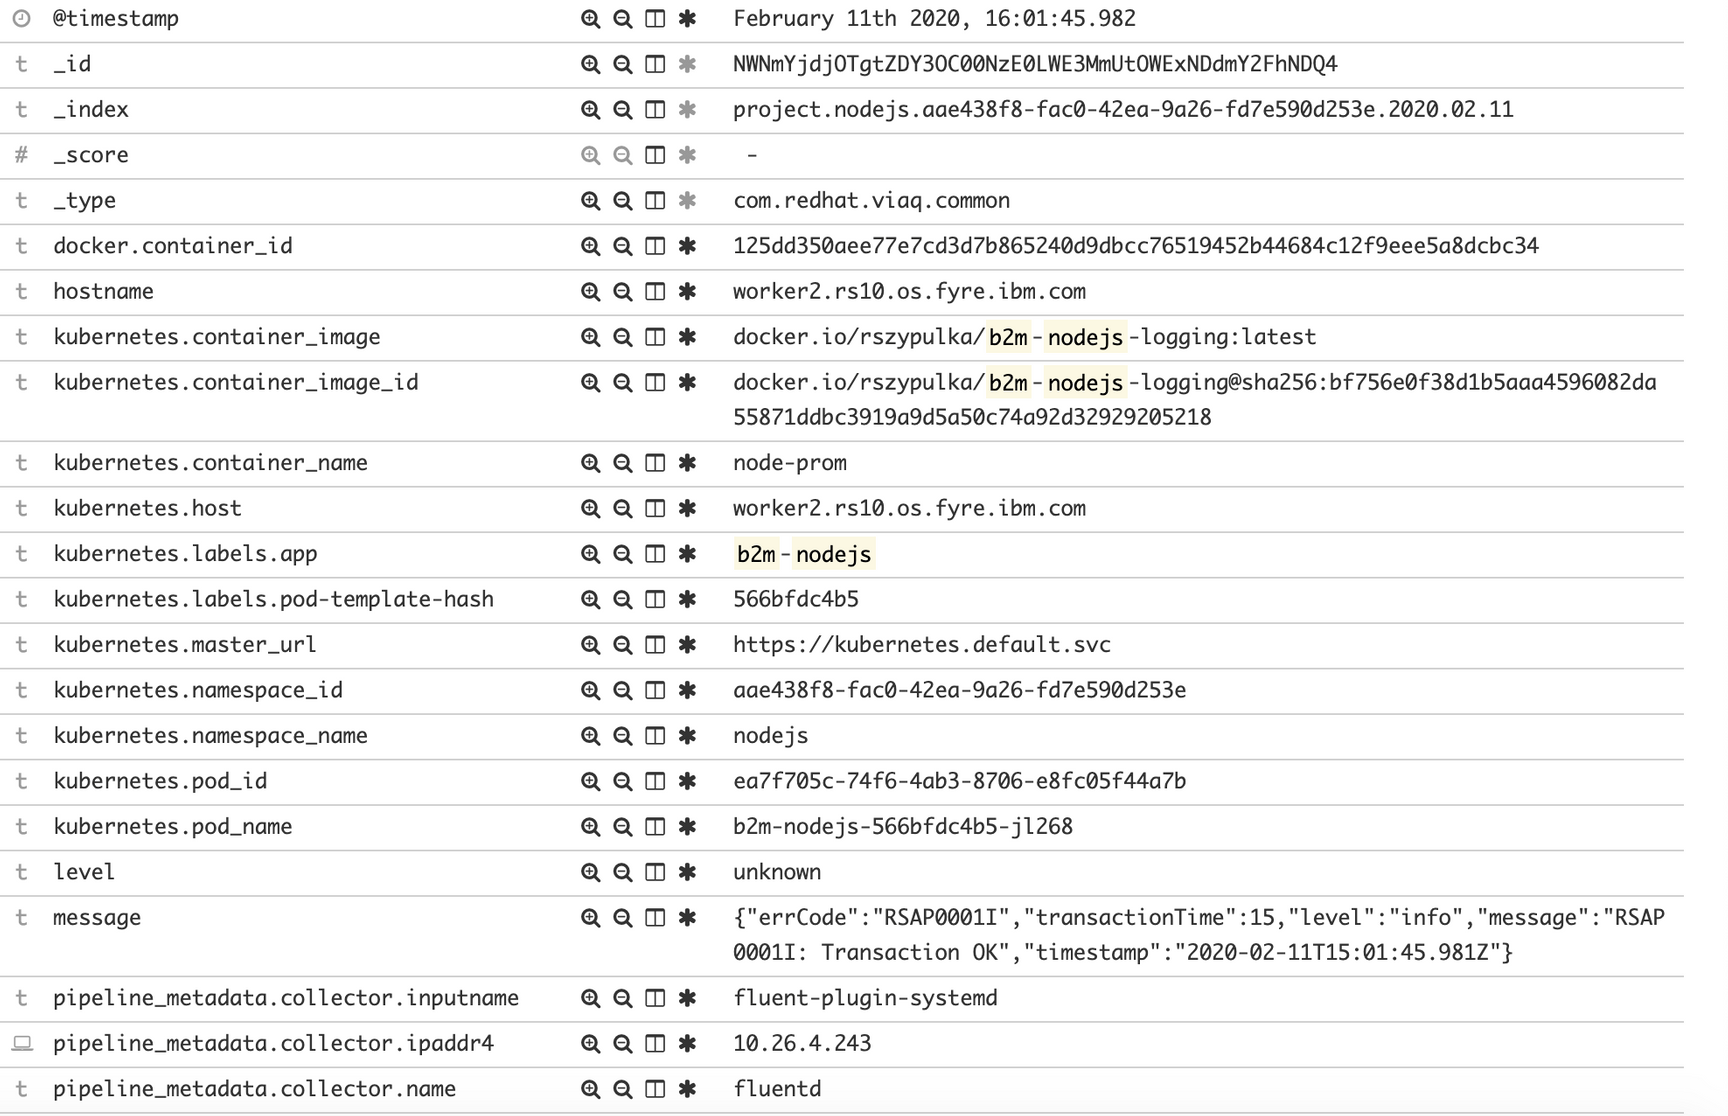 @timestamp February 11th 2020, 16:01:45.982
t _id NWNmYjdjOTgtZDY3OC00NzE0LWE3MmUtOWExNDdmY2FhNDQ4
t _index project.nodejs.aae438f8-fac0-42ea-9a26-fd7e590d253e.2020.02.11
# _score -
t _type com.redhat.viaq.common
t docker.container_id 125dd350aee77e7cd3d7b865240d9dbcc76519452b44684c12f9eee5a8dcbc34
t hostname worker2.rs10.os.fyre.ibm.com
t kubernetes.container_image docker.io/rszypulka/b2m-nodejs-logging:latest
t kubernetes.container_image_id docker.io/rszypulka/b2m-nodejs-logging@sha256:bf756e0f38d1b5aaa4596082da
55871ddbc3919a9d5a50c74a92d32929205218
t kubernetes.container_name node-prom
t kubernetes.host worker2.rs10.os.fyre.ibm.com
t kubernetes.labels.app b2m-nodejs
t kubernetes.labels.pod-template-hash 566bfdc4b5
t kubernetes.master_url https://kubernetes.default.svc
t kubernetes.namespace_id aae438f8-fac0-42ea-9a26-fd7e590d253e
t kubernetes.namespace_name nodejs
t kubernetes.pod_id ea7f705c-74f6-4ab3-8706-e8fc05f44a7b
t kubernetes.pod_name b2m-nodejs-566bfdc4b5-jl268
t level unknown
t message {"errCode":"RSAP0001I","transactionTime":15,"level":"info","message":"RSAP
0001I: Transaction OK","timestamp":"2020-02-11T15:01:45.981Z"}
t pipeline_metadata.collector.inputname fluent-plugin-systemd
pipeline_metadata.collector.ipaddr4 10.26.4.243
t pipeline_metadata.collector.name fluentd